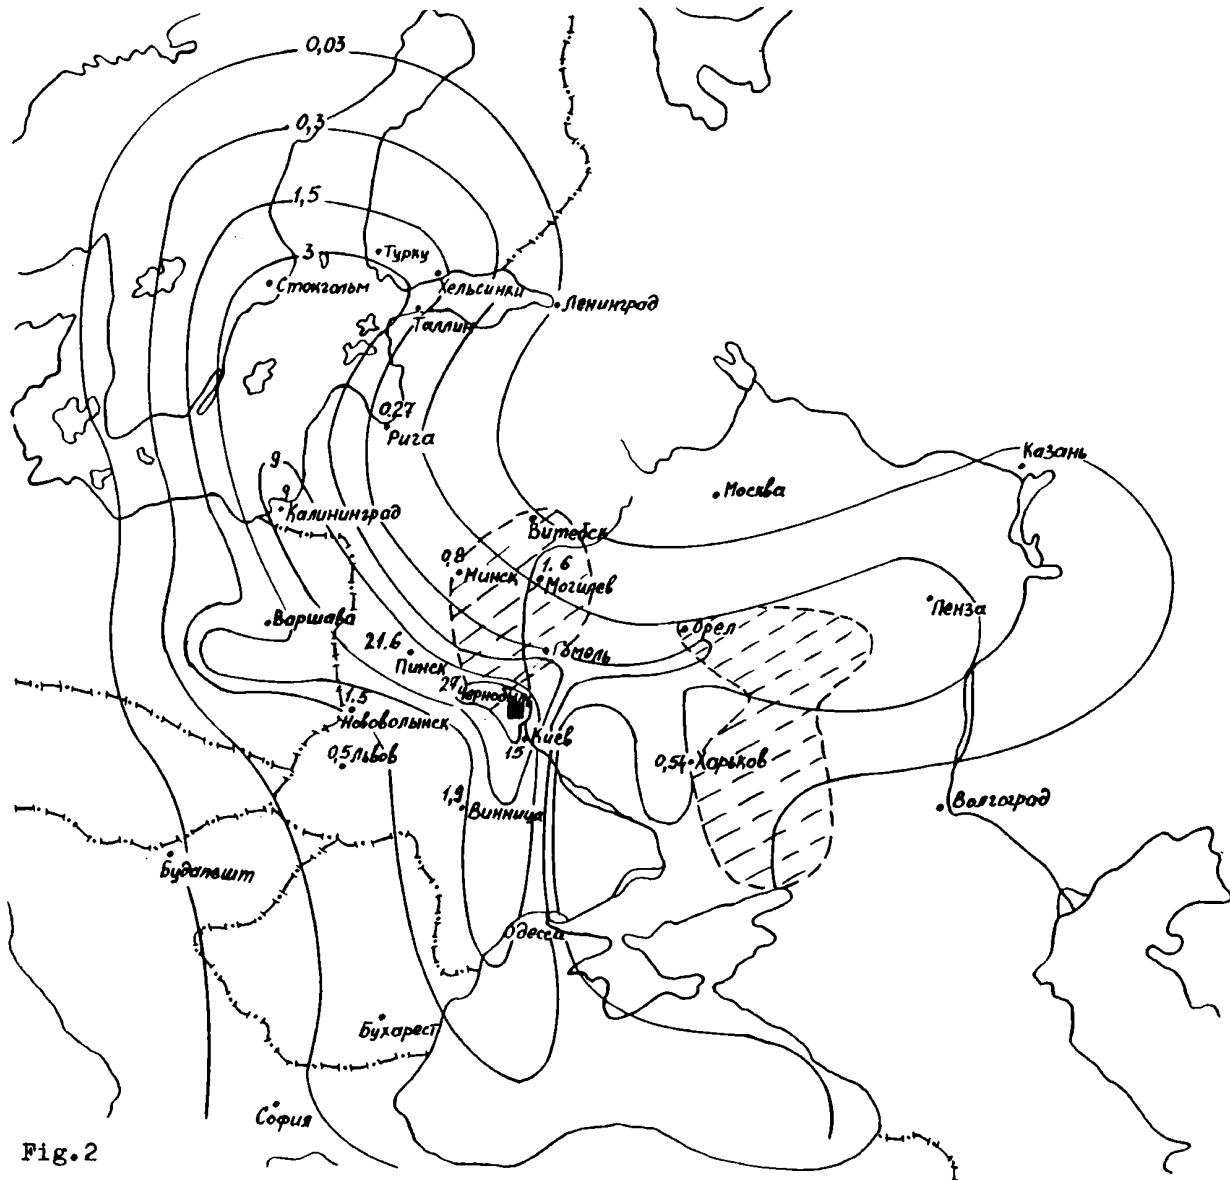 0,03
0,3
1,5
3
Турку
Стокгольм
Хельсинки
Ленинград
Таллин
0,27
Рига
Казань
9
Москва
9
Калининград
Витебск
0,8
Минск
1.6
Могилев
Пенза
Варшава
Орел
21.6
Пинск
Гомель
27
Чернобыль
1.5
Нововолынск
Киев
15
0,5
Львов
0,54
Харьков
1,9
Винница
Волгоград
Будапешт
Одесса
Бухарест
София
Fig.2